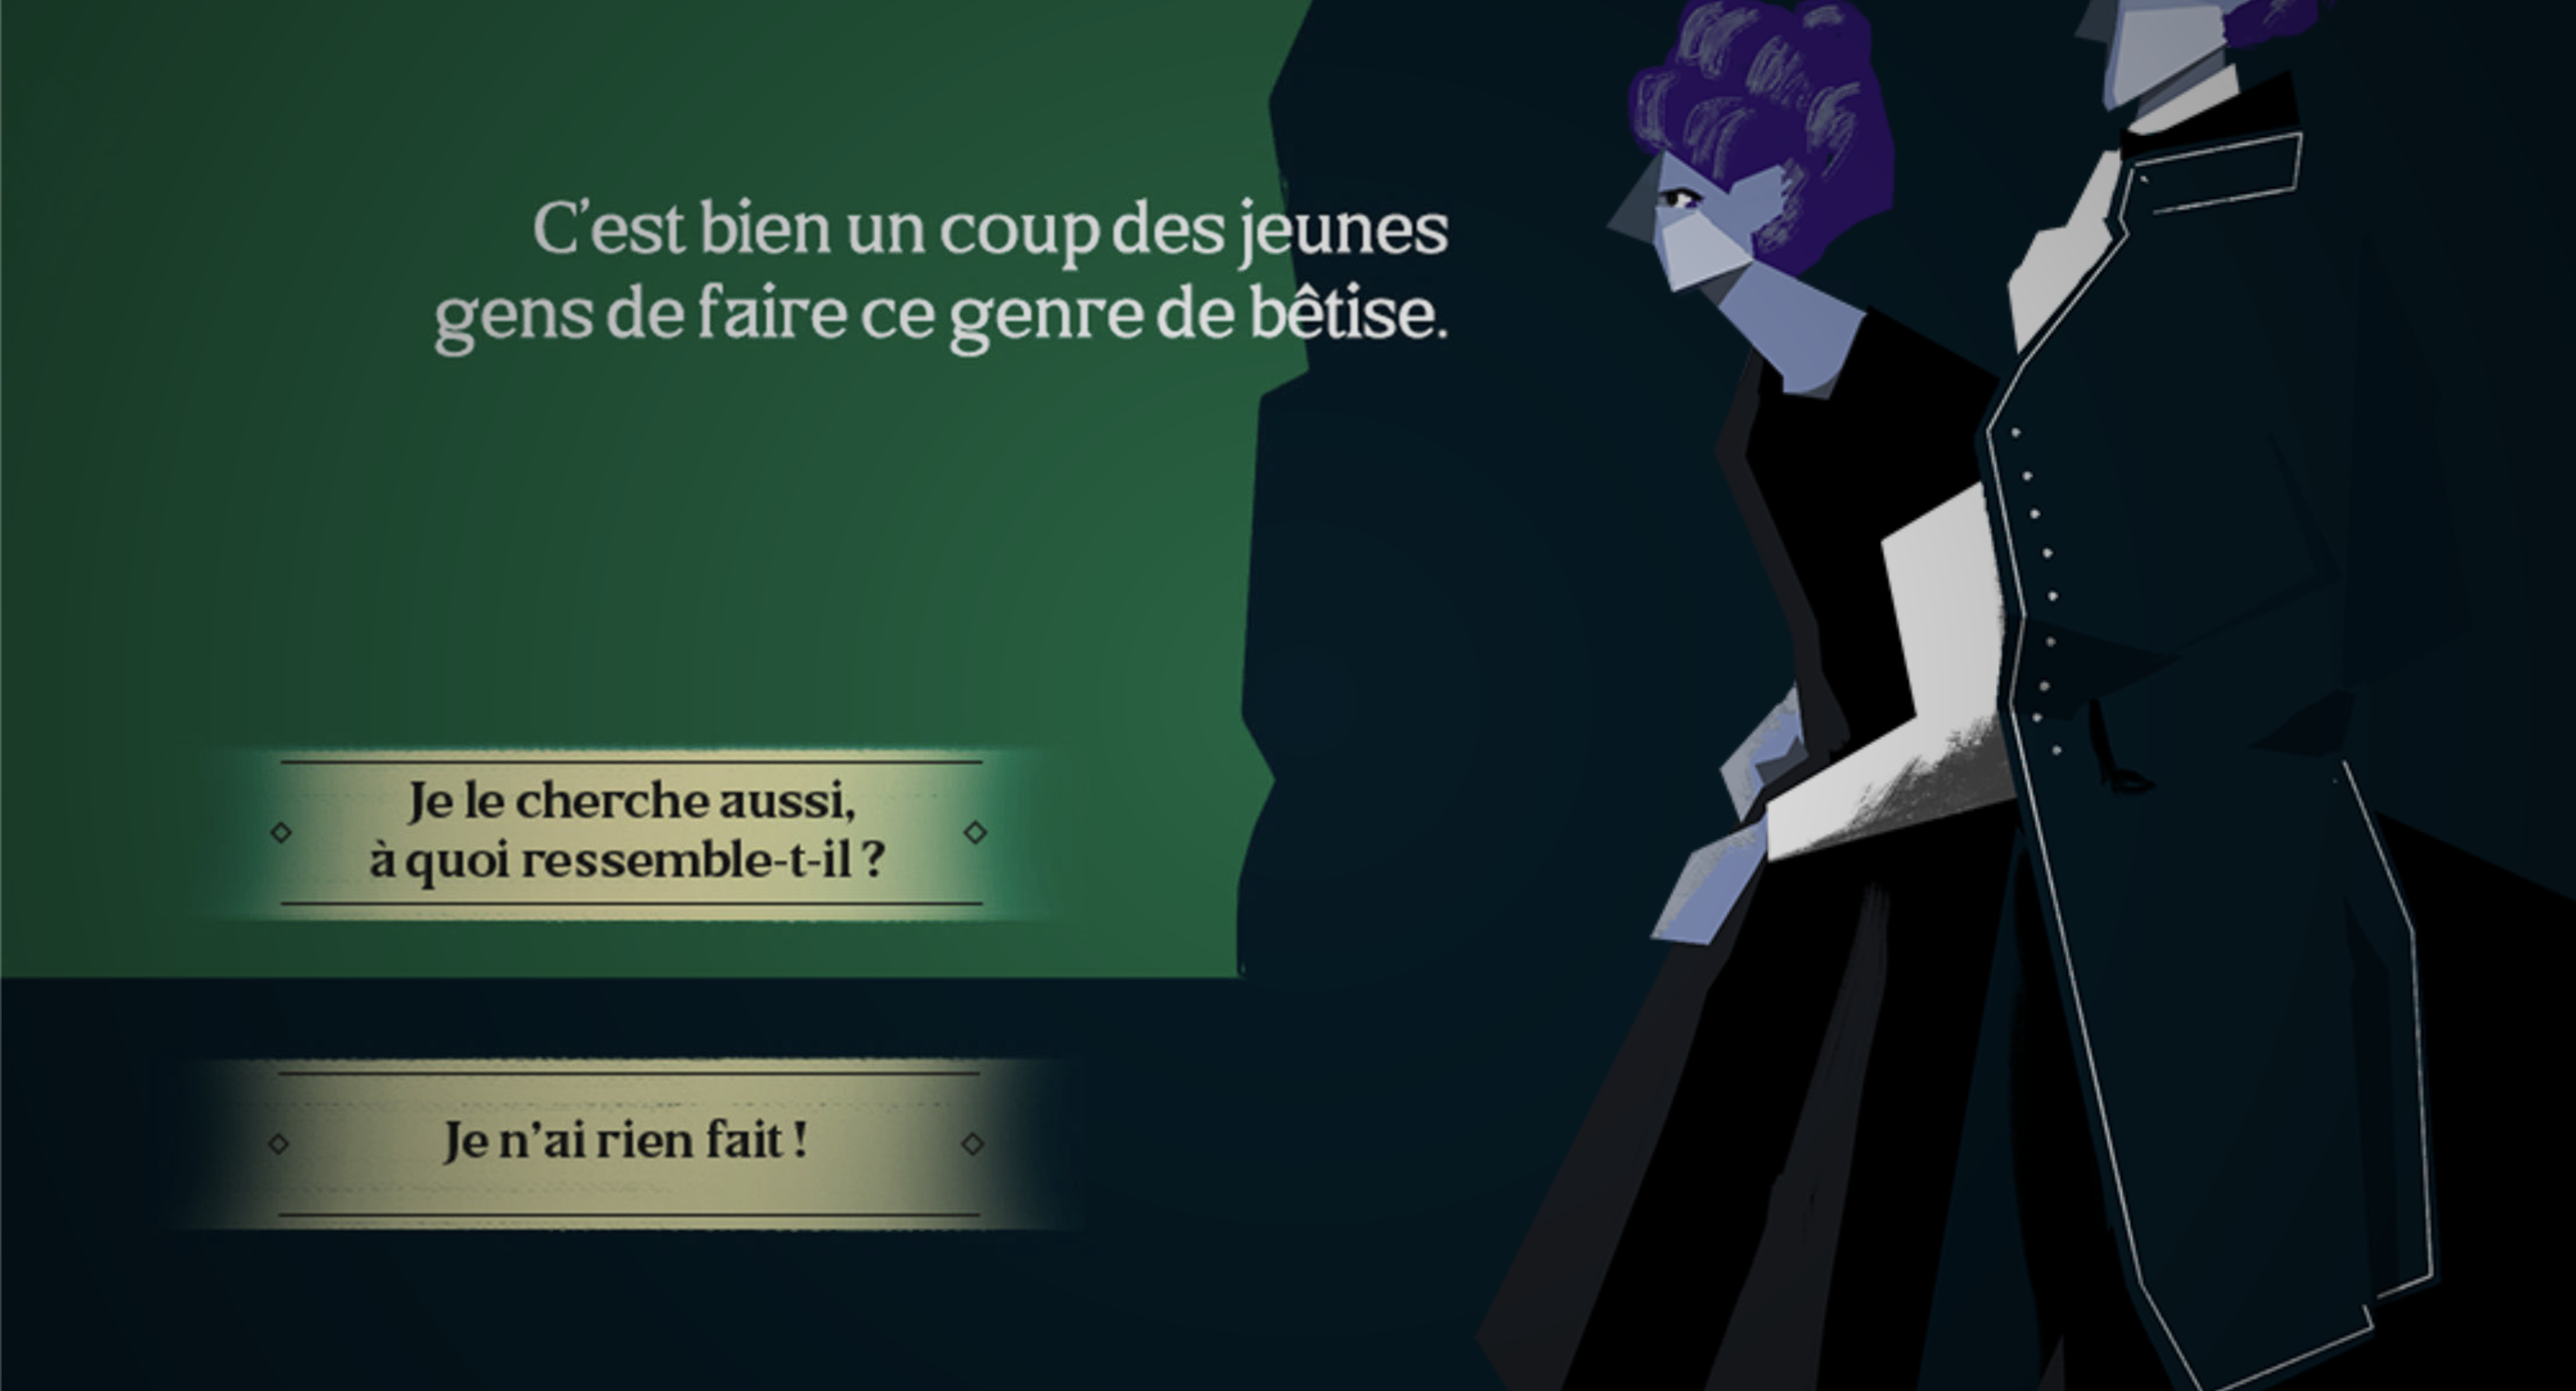 C’est bien un coup des jeunes
gens de faire ce genre de bêtise.
Je le cherche aussi,
à quoi ressemble-t-il ?
Je n’ai rien fait !